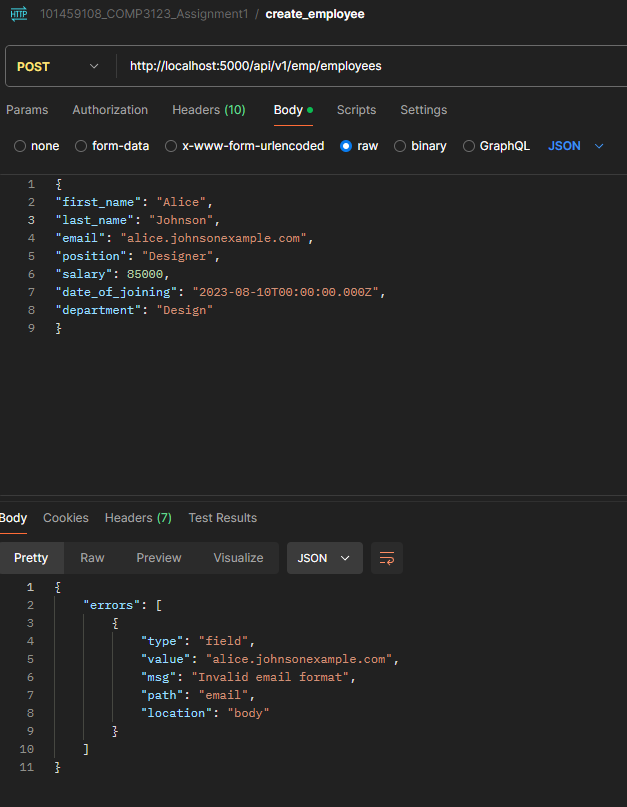 HTTP 101459108_COMP3123_Assignment1 / create_employee
POST http://localhost:5000/api/v1/emp/employees
Params Authorization Headers (10) Body Scripts Settings
none form-data x-www-form-urlencoded raw binary GraphQL JSON
1 {
2 "first_name": "Alice",
3 "last_name": "Johnson",
4 "email": "alice.johnsonexample.com",
5 "position": "Designer",
6 "salary": 85000,
7 "date_of_joining": "2023-08-10T00:00:00.000Z",
8 "department": "Design"
9 }
Body Cookies Headers (7) Test Results
Pretty Raw Preview Visualize JSON
1 {
2 "errors": [
3 {
4 "type": "field",
5 "value": "alice.johnsonexample.com",
6 "msg": "Invalid email format",
7 "path": "email",
8 "location": "body"
9 }
10 ]
11 }